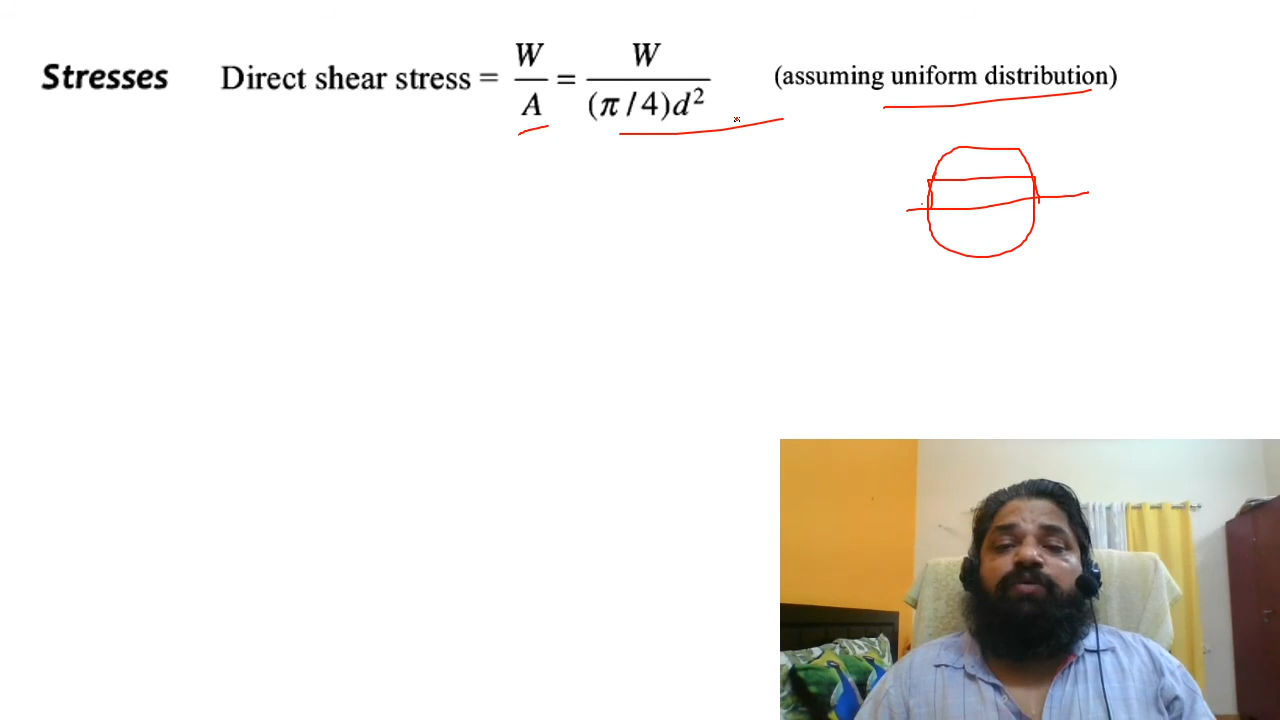 Stresses Direct shear stress = W/A = W/((π/4)d²) (assuming uniform distribution)